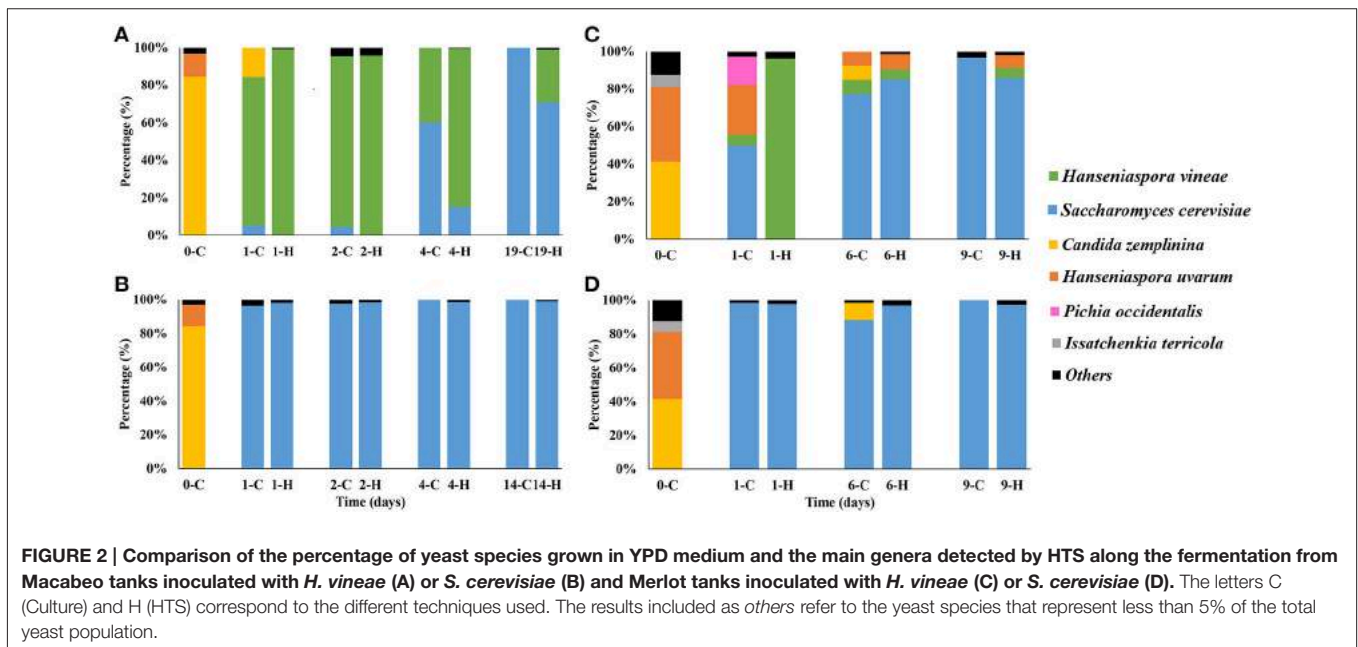 A
100%
80%
60%
40%
20%
0%
Percentage (%)
0-C 1-C 1-H 2-C 2-H 4-C 4-H 19-C 19-H
B
100%
80%
60%
40%
20%
0%
Percentage (%)
0-C 1-C 1-H 2-C 2-H 4-C 4-H 14-C 14-H
Time (days)
C
100%
80%
60%
40%
20%
0%
Percentage (%)
0-C 1-C 1-H 6-C 6-H 9-C 9-H
D
100%
80%
60%
40%
20%
0%
Percentage (%)
0-C 1-C 1-H 6-C 6-H 9-C 9-H
Time (days)
Hanseniaspora vineae
Saccharomyces cerevisiae
Candida zemplinina
Hanseniaspora uvarum
Pichia occidentalis
Issatchenkia terricola
Others
FIGURE 2 | Comparison of the percentage of yeast species grown in YPD medium and the main genera detected by HTS along the fermentation from
Macabeo tanks inoculated with H. vineae (A) or S. cerevisiae (B) and Merlot tanks inoculated with H. vineae (C) or S. cerevisiae (D). The letters C
(Culture) and H (HTS) correspond to the different techniques used. The results included as others refer to the yeast species that represent less than 5% of the total
yeast population.